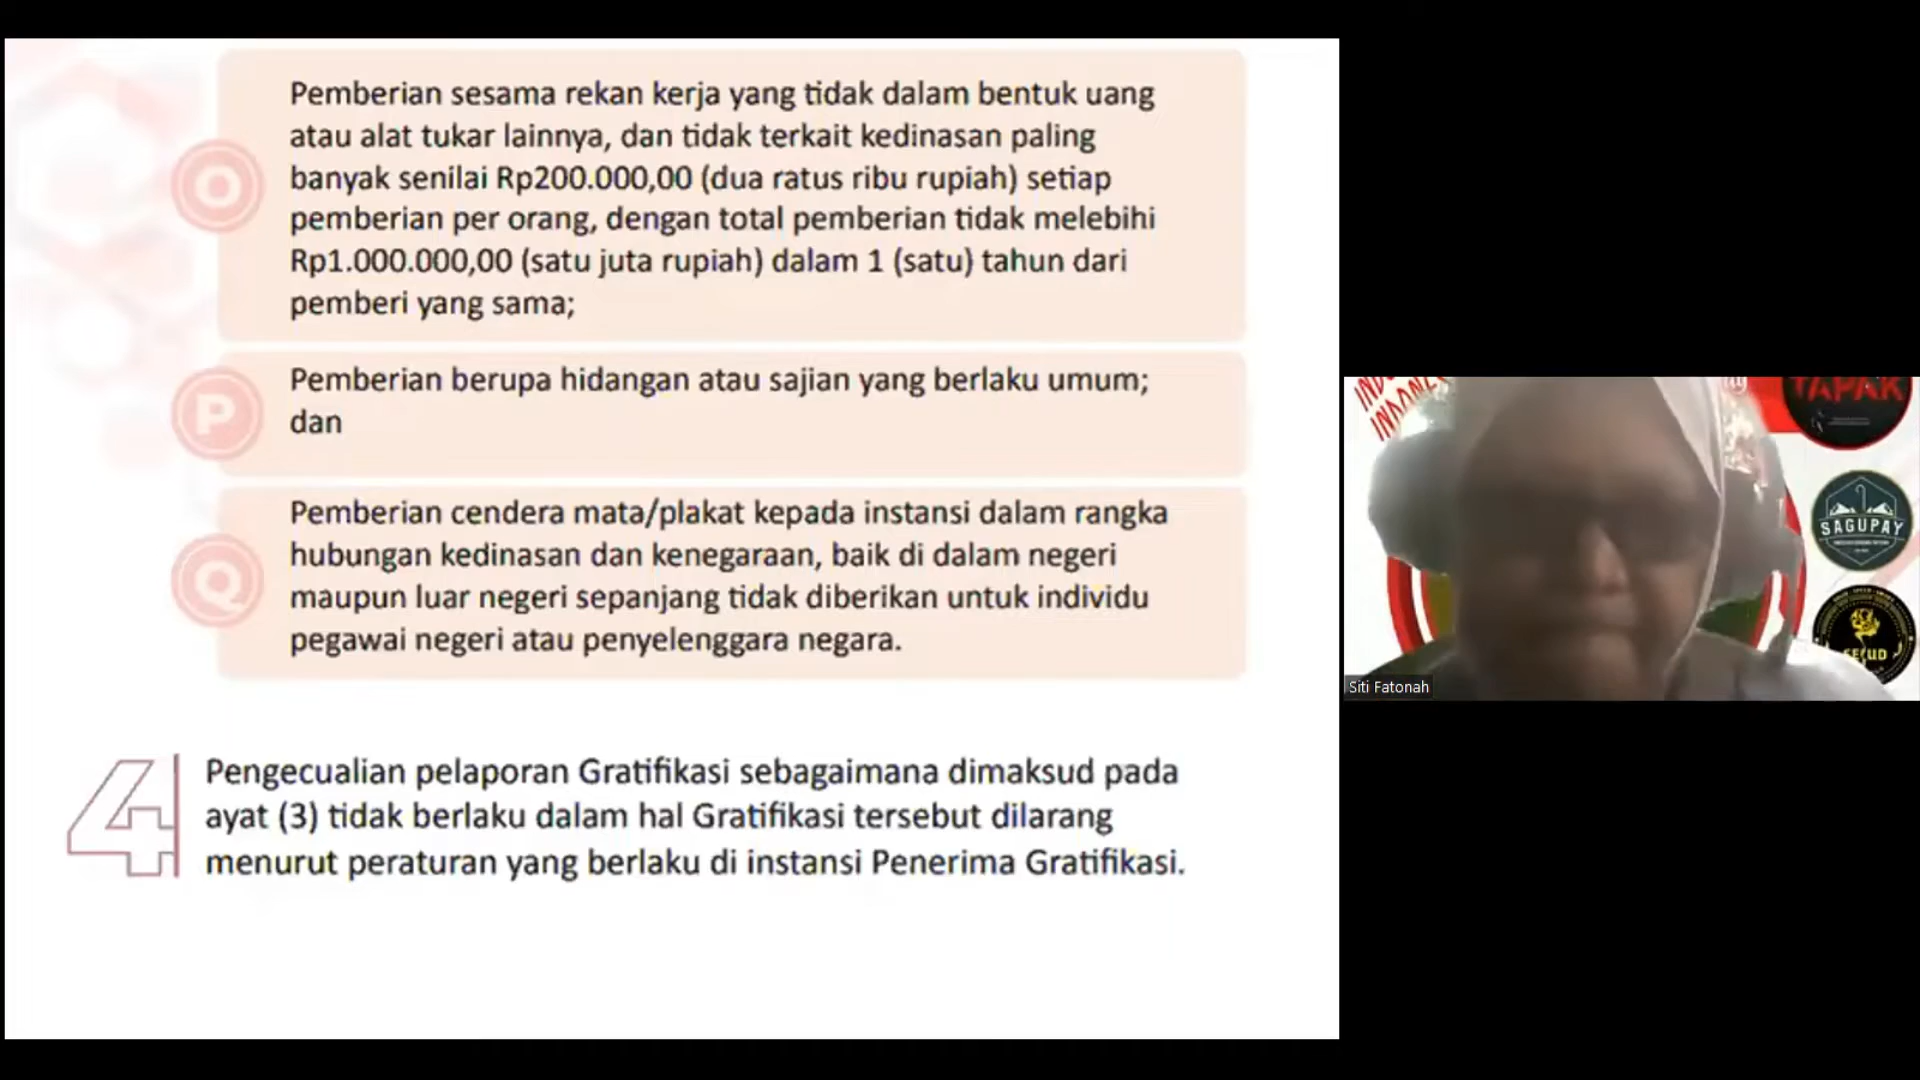 O
Pemberian sesama rekan kerja yang tidak dalam bentuk uang
atau alat tukar lainnya, dan tidak terkait kedinasan paling
banyak senilai Rp200.000,00 (dua ratus ribu rupiah) setiap
pemberian per orang, dengan total pemberian tidak melebihi
Rp1.000.000,00 (satu juta rupiah) dalam 1 (satu) tahun dari
pemberi yang sama;
P
Pemberian berupa hidangan atau sajian yang berlaku umum;
dan
Q
Pemberian cendera mata/plakat kepada instansi dalam rangka
hubungan kedinasan dan kenegaraan, baik di dalam negeri
maupun luar negeri sepanjang tidak diberikan untuk individu
pegawai negeri atau penyelenggara negara.
4
Pengecualian pelaporan Gratifikasi sebagaimana dimaksud pada
ayat (3) tidak berlaku dalam hal Gratifikasi tersebut dilarang
menurut peraturan yang berlaku di instansi Penerima Gratifikasi.
TAPAK
SAGUPAY
Siti Fatonah